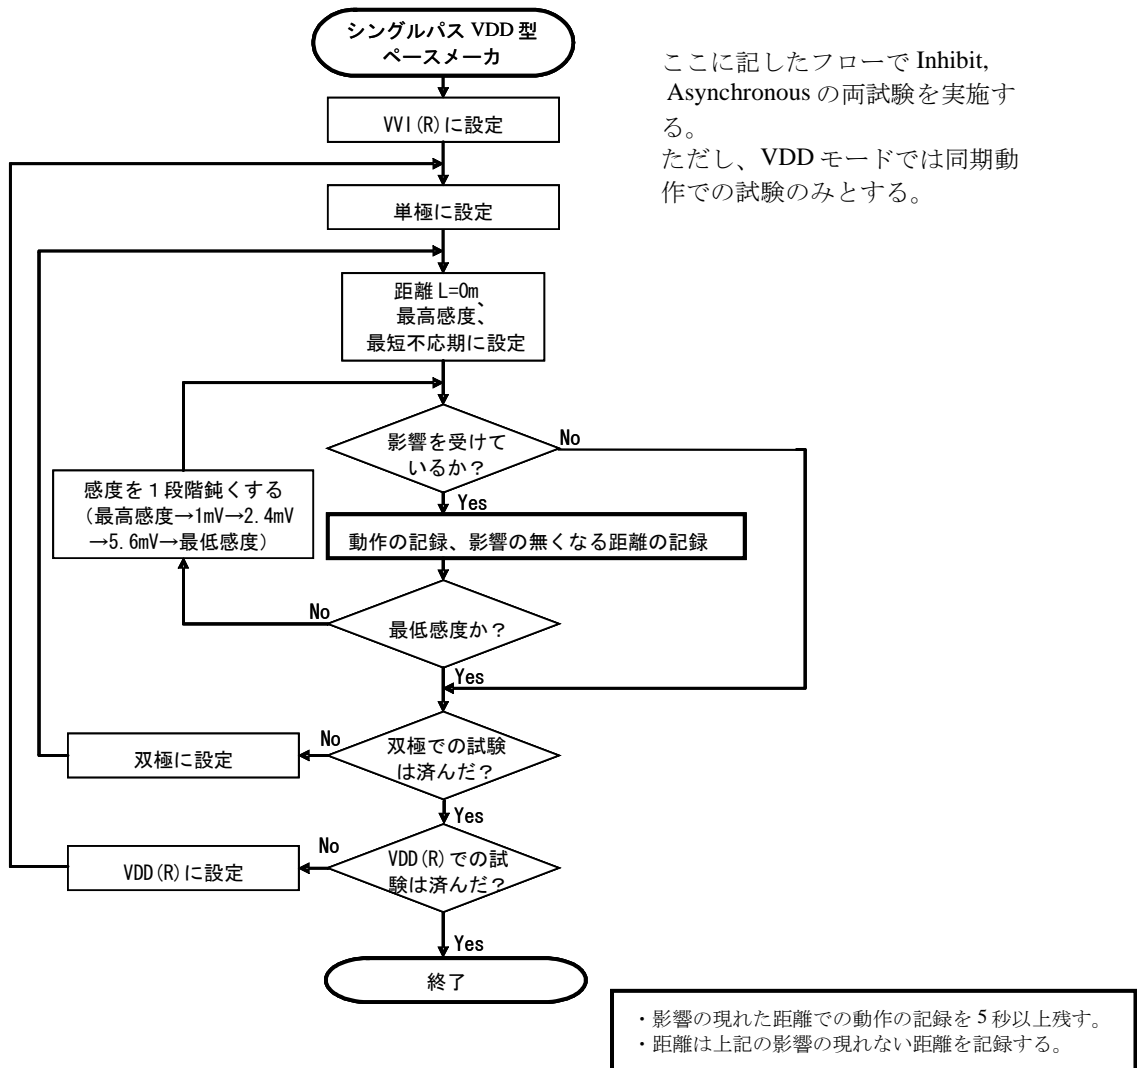 シングルパス VDD 型
ペースメーカ
ここに記したフローで Inhibit,
Asynchronous の両試験を実施す
る。
ただし、VDD モードでは同期動
作での試験のみとする。
VVI(R)に設定
単極に設定
距離 L=0m、
最高感度、
最短不応期に設定
影響を受けて
いるか？
No
Yes
感度を１段階鈍くする
（最高感度→1mV→2.4mV
→5.6mV→最低感度）
動作の記録、影響の無くなる距離の記録
最低感度か？
No
Yes
双極での試験
は済んだ？
No
双極に設定
Yes
VDD(R)での試
験は済んだ？
No
VDD(R)に設定
Yes
終了
・影響の現れた距離での動作の記録を 5 秒以上残す。
・距離は上記の影響の現れない距離を記録する。